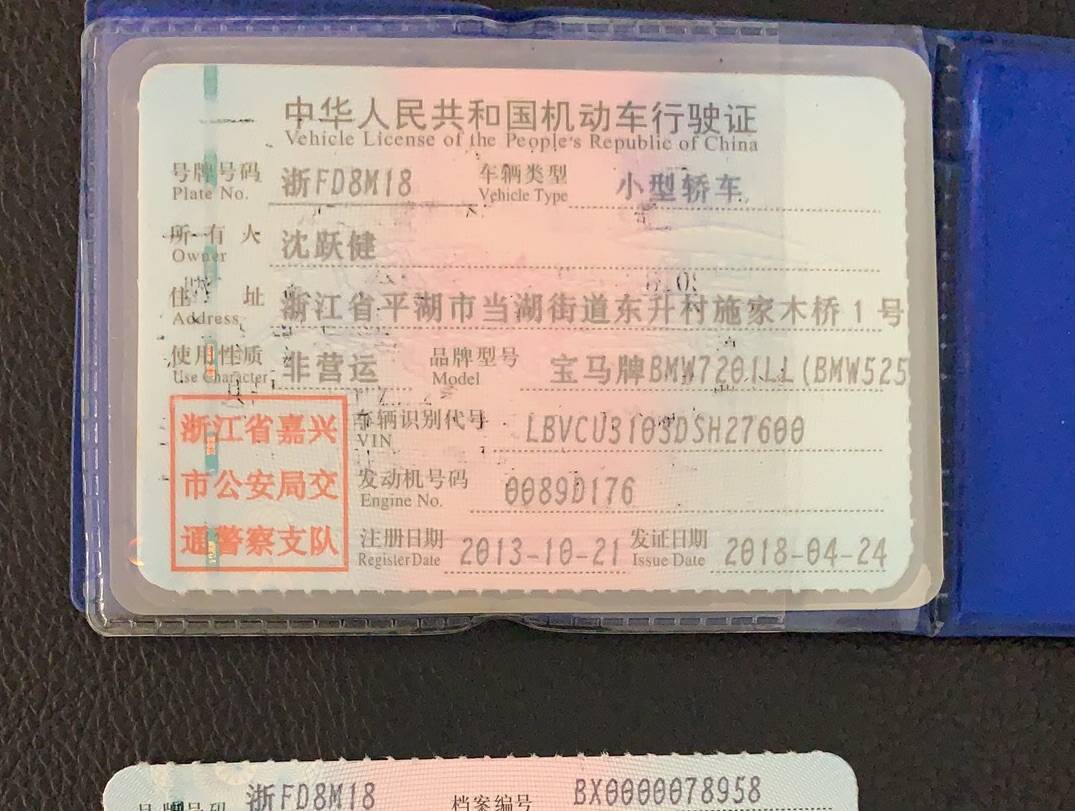 中华人民共和国机动车行驶证
Vehicle License of the People's Republic of China
号牌号码 浙FD8M18 车辆类型 小型轿车
Plate No. Vehicle Type
所有人 沈跃健
Owner
住址 浙江省平湖市当湖街道东升村施家木桥1号
Address
使用性质 非营运 品牌型号 宝马牌BMW7201LL(BMW525
Use Character Model
浙江省嘉兴
市公安局交
通警察支队
车辆识别代号 LBVCU3103DSH27600
VIN
发动机号码 0089D176
Engine No.
注册日期 2013-10-21 发证日期 2018-04-24
Register Date Issue Date
号牌号码 浙FD8M18 档案编号 BX0000078958